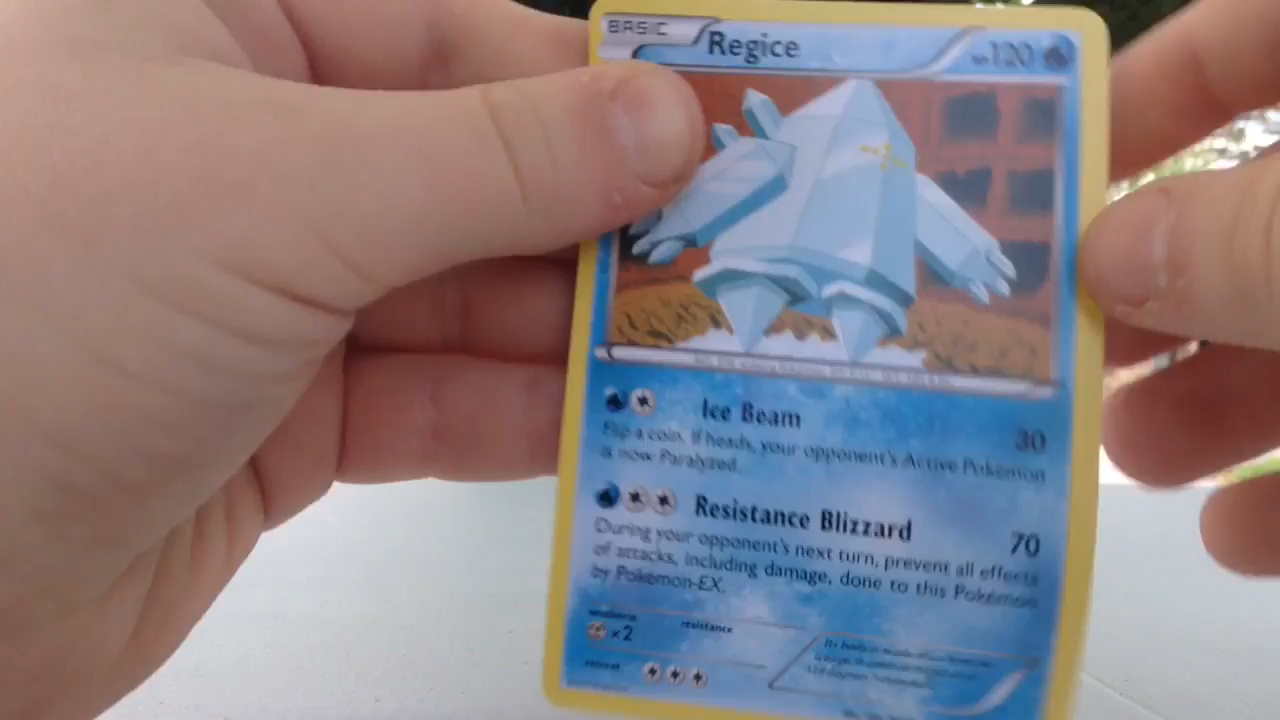 BASIC
Regice
HP120
Ice Beam 30
Flip a coin. If heads, your opponent's Active Pokémon
is now Paralyzed.
Resistance Blizzard 70
During your opponent's next turn, prevent all effects
of attacks, including damage, done to this Pokémon
by Pokémon-EX.
weakness
×2
resistance
retreat